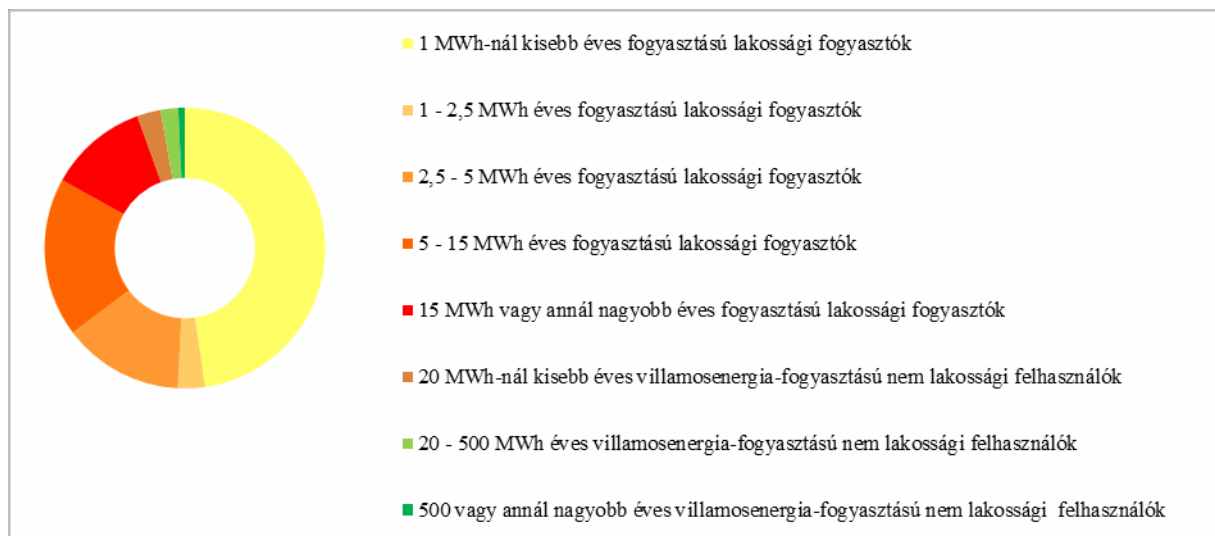 1 MWh-nál kisebb éves fogyasztású lakossági fogyasztók
1 - 2,5 MWh éves fogyasztású lakossági fogyasztók
2,5 - 5 MWh éves fogyasztású lakossági fogyasztók
5 - 15 MWh éves fogyasztású lakossági fogyasztók
15 MWh vagy annál nagyobb éves fogyasztású lakossági fogyasztók
20 MWh-nál kisebb éves villamosenergia-fogyasztású nem lakossági felhasználók
20 - 500 MWh éves villamosenergia-fogyasztású nem lakossági felhasználók
500 vagy annál nagyobb éves villamosenergia-fogyasztású nem lakossági felhasználók